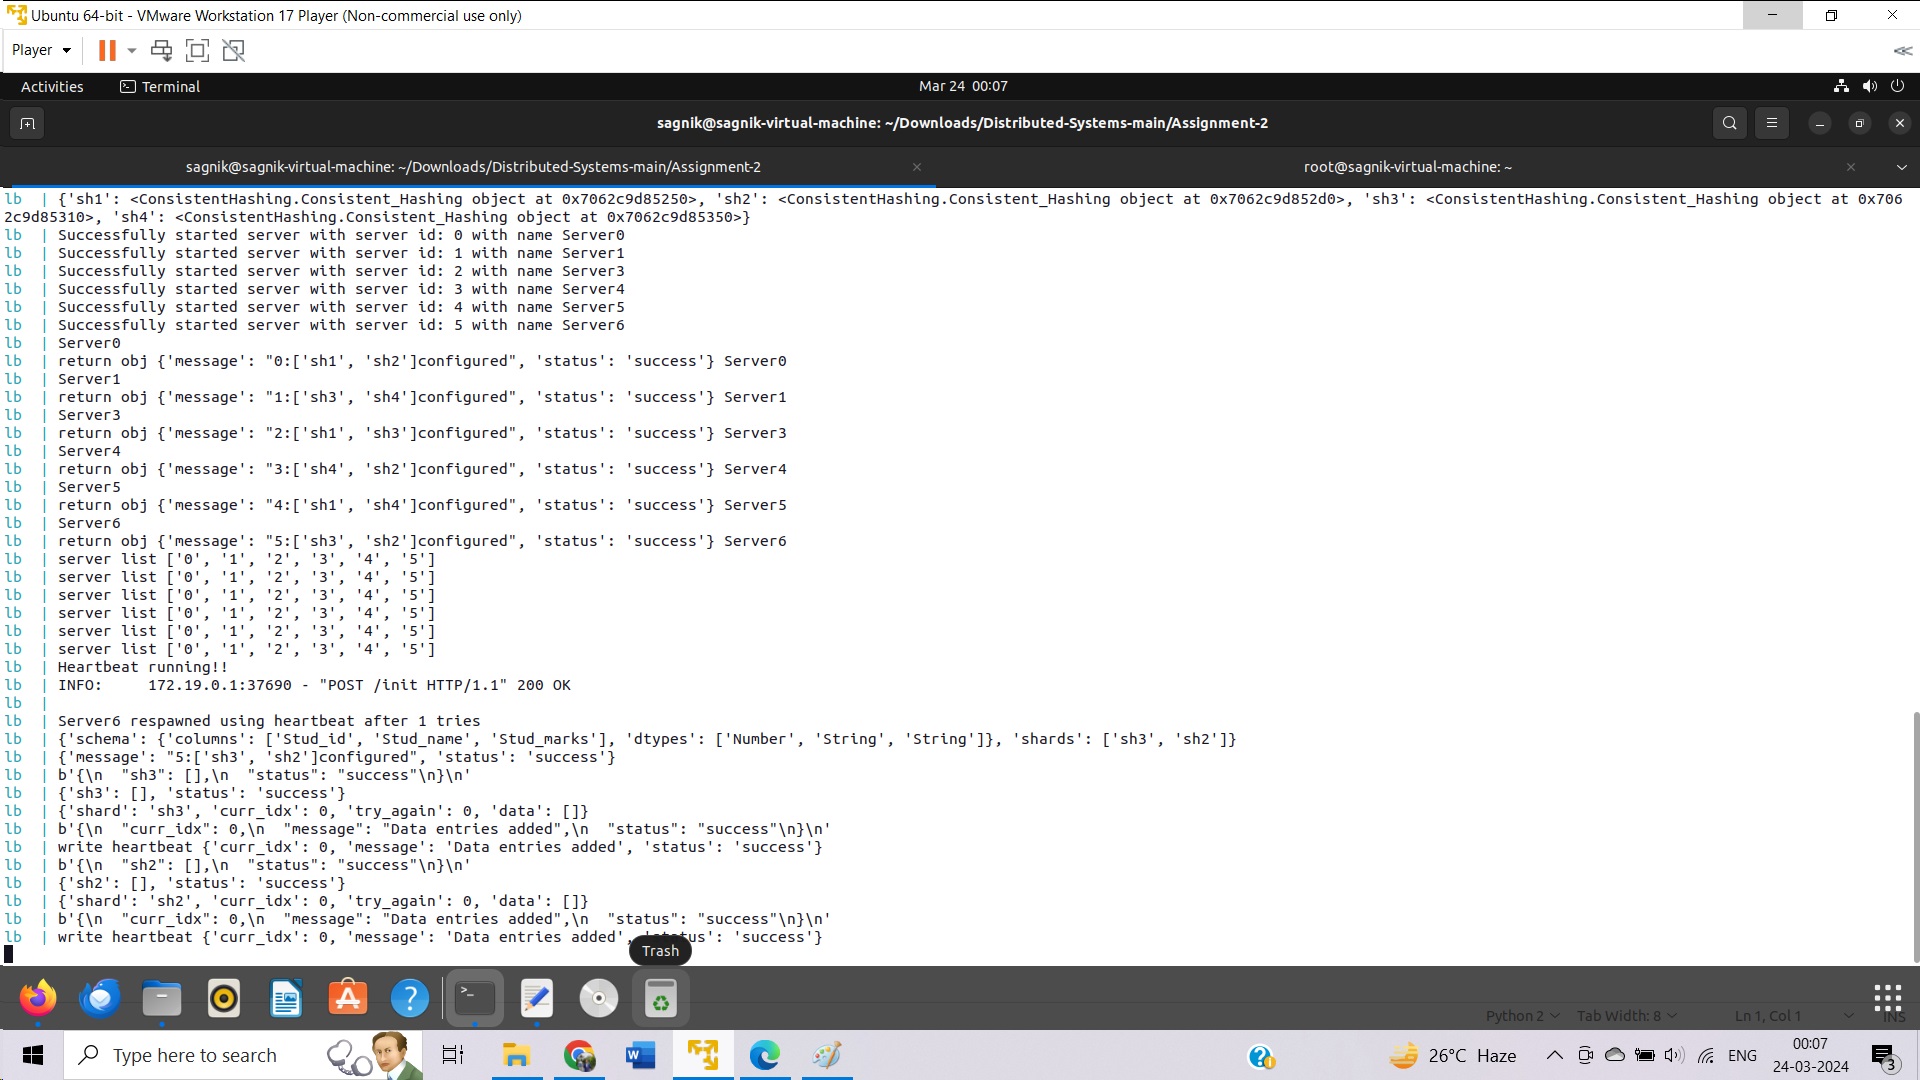 Ubuntu 64-bit - VMware Workstation 17 Player (Non-commercial use only)
Player
Activities
Terminal
Mar 24 00:07
sagnik@sagnik-virtual-machine: ~/Downloads/Distributed-Systems-main/Assignment-2
sagnik@sagnik-virtual-machine: ~/Downloads/Distributed-Systems-main/Assignment-2
root@sagnik-virtual-machine: ~
lb | {'sh1': <ConsistentHashing.Consistent_Hashing object at 0x7062c9d85250>, 'sh2': <ConsistentHashing.Consistent_Hashing object at 0x7062c9d852d0>, 'sh3': <ConsistentHashing.Consistent_Hashing object at 0x706
2c9d85310>, 'sh4': <ConsistentHashing.Consistent_Hashing object at 0x7062c9d85350>}
lb | Successfully started server with server id: 0 with name Server0
lb | Successfully started server with server id: 1 with name Server1
lb | Successfully started server with server id: 2 with name Server3
lb | Successfully started server with server id: 3 with name Server4
lb | Successfully started server with server id: 4 with name Server5
lb | Successfully started server with server id: 5 with name Server6
lb | Server0
lb | return obj {'message': "0:['sh1', 'sh2']configured", 'status': 'success'} Server0
lb | Server1
lb | return obj {'message': "1:['sh3', 'sh4']configured", 'status': 'success'} Server1
lb | Server3
lb | return obj {'message': "2:['sh1', 'sh3']configured", 'status': 'success'} Server3
lb | Server4
lb | return obj {'message': "3:['sh4', 'sh2']configured", 'status': 'success'} Server4
lb | Server5
lb | return obj {'message': "4:['sh1', 'sh4']configured", 'status': 'success'} Server5
lb | Server6
lb | return obj {'message': "5:['sh3', 'sh2']configured", 'status': 'success'} Server6
lb | server list ['0', '1', '2', '3', '4', '5']
lb | server list ['0', '1', '2', '3', '4', '5']
lb | server list ['0', '1', '2', '3', '4', '5']
lb | server list ['0', '1', '2', '3', '4', '5']
lb | server list ['0', '1', '2', '3', '4', '5']
lb | server list ['0', '1', '2', '3', '4', '5']
lb | Heartbeat running!!
lb | INFO:     172.19.0.1:37690 - "POST /init HTTP/1.1" 200 OK
lb |
lb | Server6 respawned using heartbeat after 1 tries
lb | {'schema': {'columns': ['Stud_id', 'Stud_name', 'Stud_marks'], 'dtypes': ['Number', 'String', 'String']}, 'shards': ['sh3', 'sh2']}
lb | {'message': "5:['sh3', 'sh2']configured", 'status': 'success'}
lb | b'{\n  "sh3": [],\n  "status": "success"\n}\n'
lb | {'sh3': [], 'status': 'success'}
lb | {'shard': 'sh3', 'curr_idx': 0, 'try_again': 0, 'data': []}
lb | b'{\n  "curr_idx": 0,\n  "message": "Data entries added",\n  "status": "success"\n}\n'
lb | write heartbeat {'curr_idx': 0, 'message': 'Data entries added', 'status': 'success'}
lb | b'{\n  "sh2": [],\n  "status": "success"\n}\n'
lb | {'sh2': [], 'status': 'success'}
lb | {'shard': 'sh2', 'curr_idx': 0, 'try_again': 0, 'data': []}
lb | b'{\n  "curr_idx": 0,\n  "message": "Data entries added",\n  "status": "success"\n}\n'
lb | write heartbeat {'curr_idx': 0, 'message': 'Data entries added', 'status': 'success'}
Trash
Python 2
Tab Width: 8
Ln 1, Col 1
INS
Type here to search
26°C Haze
ENG
00:07
24-03-2024
3